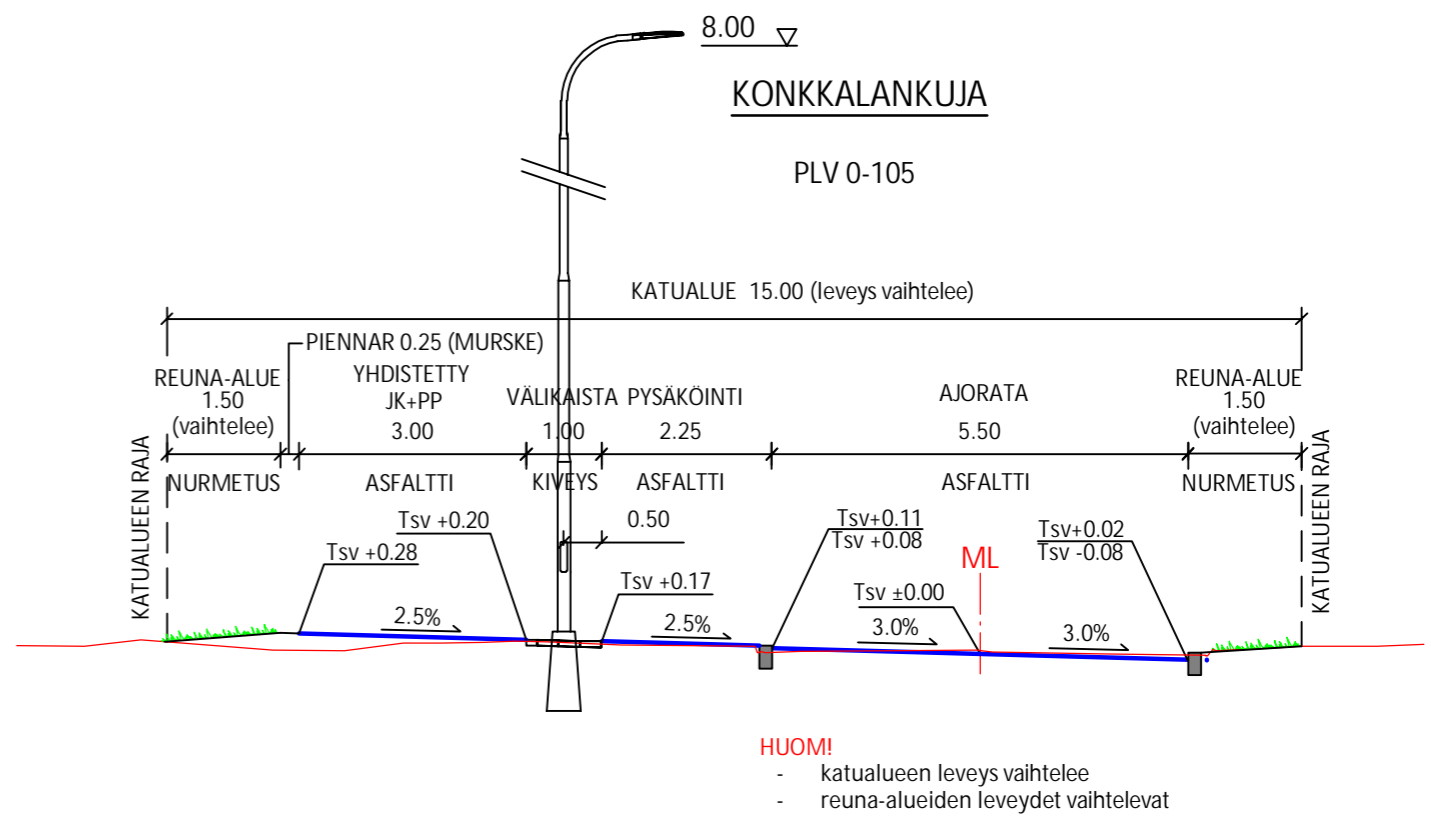 8.00
KONKKALANKUJA
PLV 0-105
KATUALUE 15.00 (leveys vaihtelee)
PIENNAR 0.25 (MURSKE)
REUNA-ALUE
1.50
(vaihtelee)
YHDISTETTY
JK+PP
3.00
VÄLIKAISTA
1.00
PYSÄKÖINTI
2.25
AJORATA
5.50
REUNA-ALUE
1.50
(vaihtelee)
KATUALUEEN RAJA
NURMETUS
ASFALTTI
KIVEYS
ASFALTTI
ASFALTTI
NURMETUS
KATUALUEEN RAJA
Tsv +0.20
0.50
Tsv+0.11
Tsv +0.08
Tsv+0.02
Tsv -0.08
Tsv +0.28
ML
Tsv +0.17
Tsv ±0.00
2.5%
2.5%
3.0%
3.0%
HUOM!
- katualueen leveys vaihtelee
- reuna-alueiden leveydet vaihtelevat